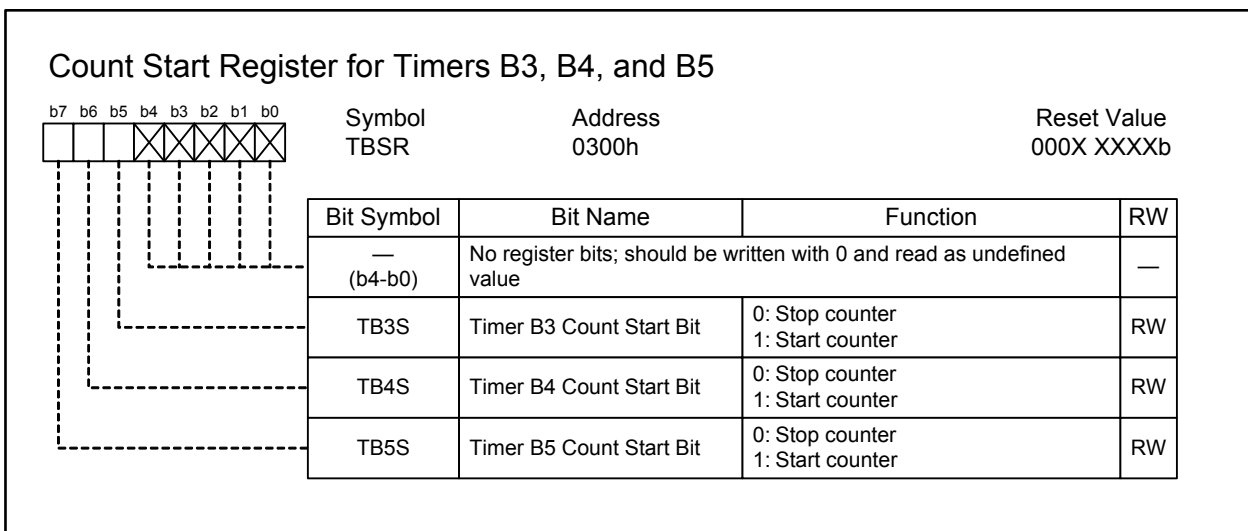 Count Start Register for Timers B3, B4, and B5
b7 b6 b5 b4 b3 b2 b1 b0
Symbol Address Reset Value
TBSR 0300h 000X XXXXb
Bit Symbol Bit Name Function RW
—
(b4-b0)
No register bits; should be written with 0 and read as undefined
value
—
TB3S Timer B3 Count Start Bit
0: Stop counter
1: Start counter
RW
TB4S Timer B4 Count Start Bit
0: Stop counter
1: Start counter
RW
TB5S Timer B5 Count Start Bit
0: Stop counter
1: Start counter
RW